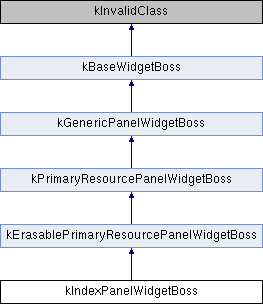 kInvalidClass
kBaseWidgetBoss
kGenericPanelWidgetBoss
kPrimaryResourcePanelWidgetBoss
kErasablePrimaryResourcePanelWidgetBoss
kIndexPanelWidgetBoss